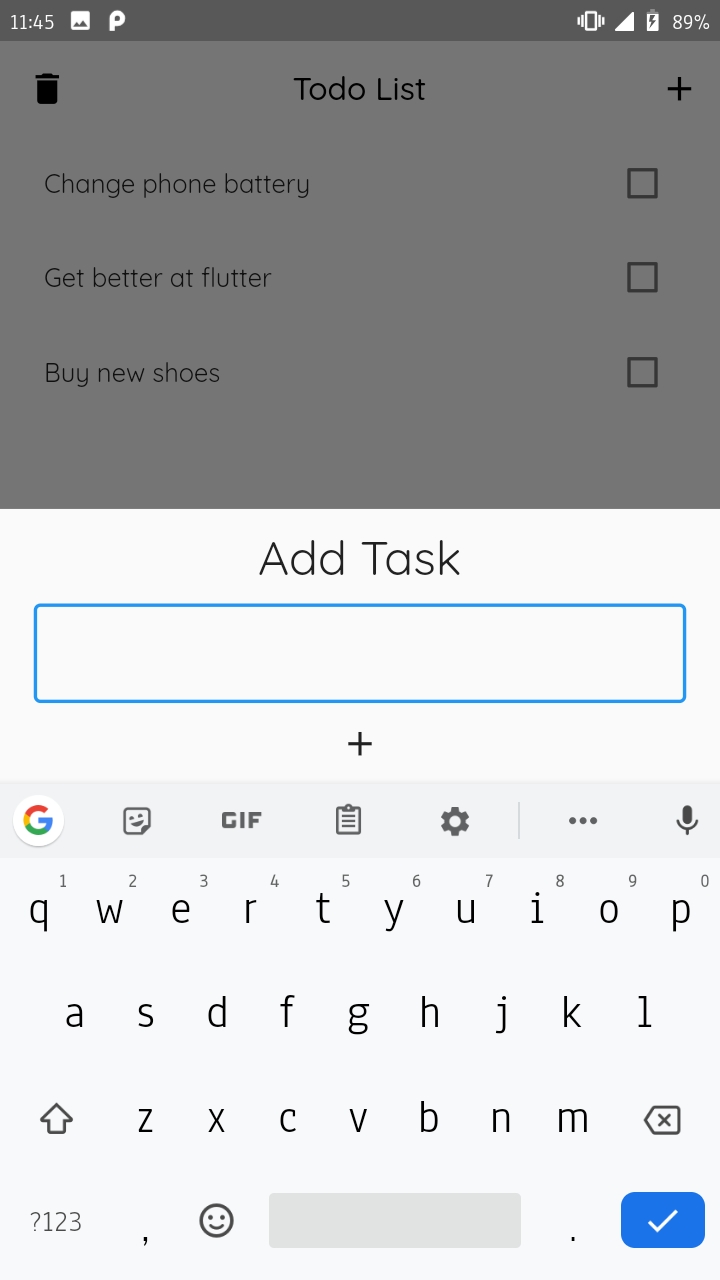 11:45 89%
Todo List
Change phone battery
Get better at flutter
Buy new shoes
Add Task
GIF
1 2 3 4 5 6 7 8 9 0
q w e r t y u i o p
a s d f g h j k l
z x c v b n m
?123 , .